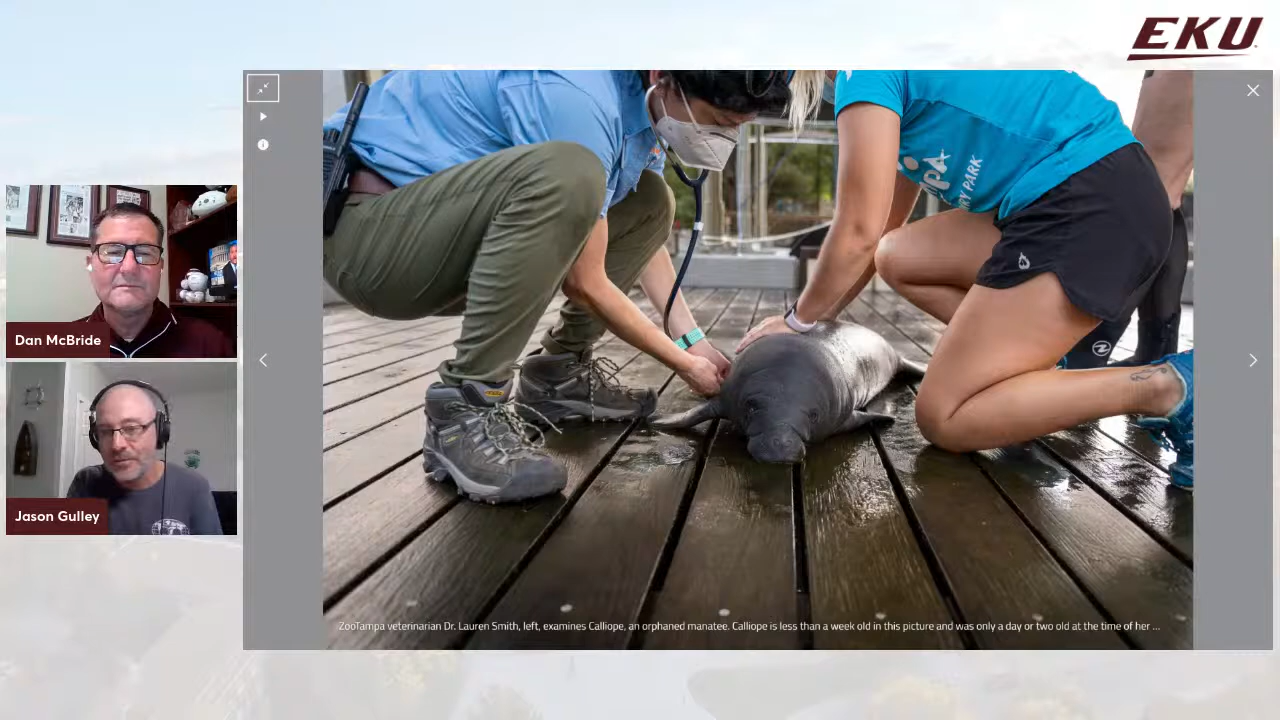 EKU
Dan McBride
Jason Gulley
ZooTampa veterinarian Dr. Lauren Smith, left, examines Calliope, an orphaned manatee. Calliope is less than a week old in this picture and was only a day or two old at the time of her ...